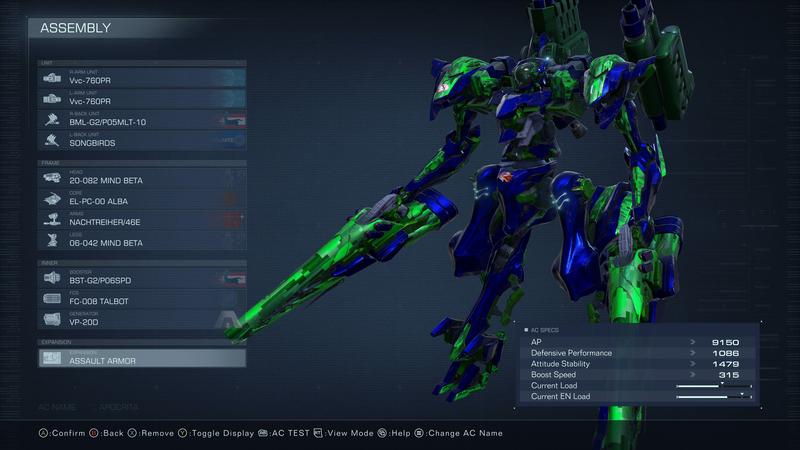 ASSEMBLY
UNIT
R-ARM UNIT
Vvc-760PR
L-ARM UNIT
Vvc-760PR
R-BACK UNIT
BML-G2/P05MLT-10
L-BACK UNIT
SONGBIRDS
FRAME
HEAD
20-082 MIND BETA
CORE
EL-PC-00 ALBA
ARMS
NACHTREIHER/46E
LEGS
06-042 MIND BETA
INNER
BOOSTER
BST-G2/P06SPD
FCS
FC-008 TALBOT
GENERATOR
VP-20D
EXPANSION
EXPANSION
ASSAULT ARMOR
AC SPECS
AP 9150
Defensive Performance 1086
Attitude Stability 1479
Boost Speed 315
Current Load
Current EN Load
AC NAME APOCRITA
A:Confirm B:Back X:Remove Y:Toggle Display :AC TEST :View Mode :Help :Change AC Name